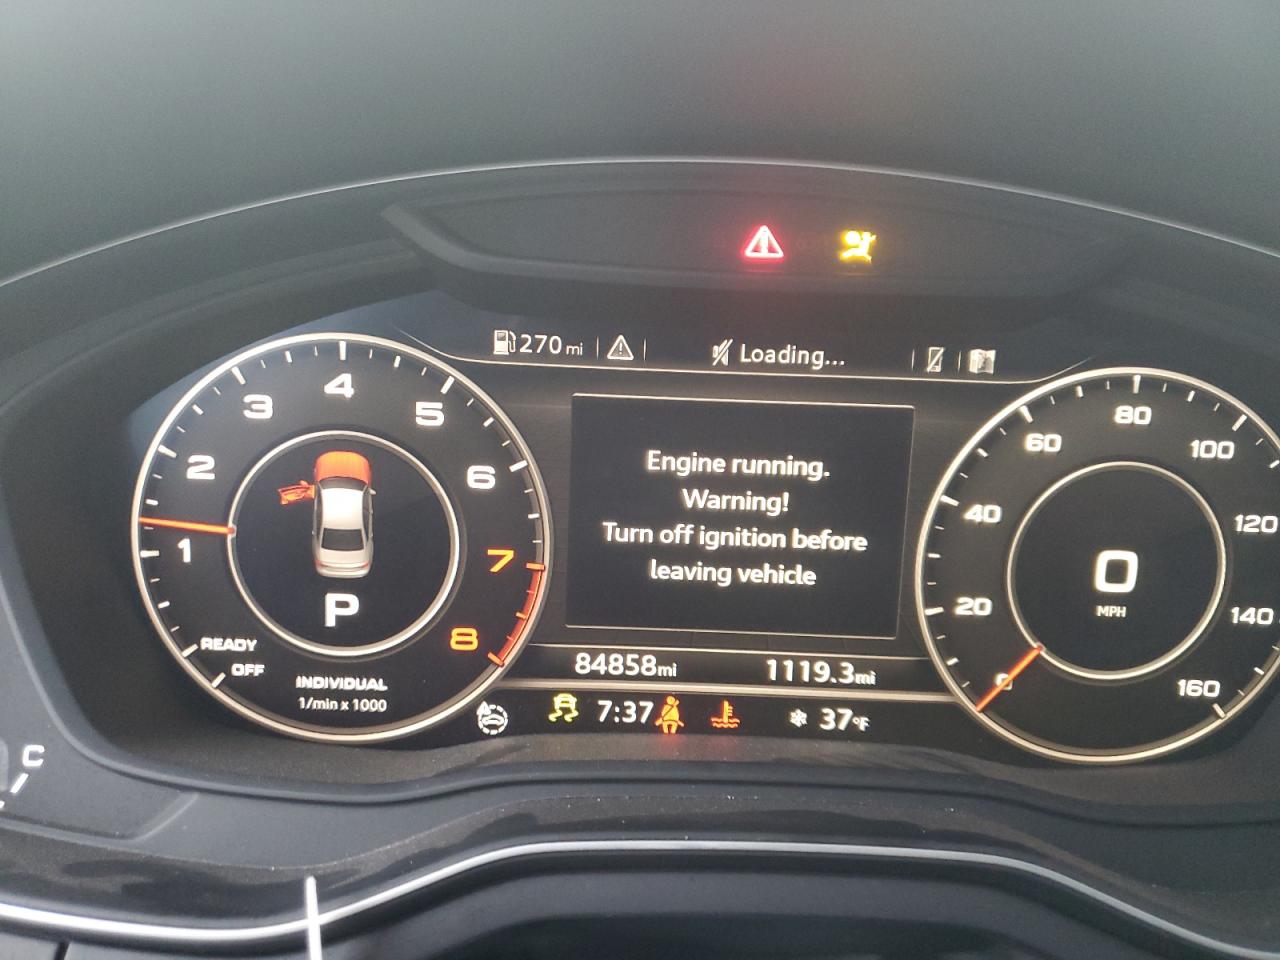 270 mi
Loading...
1
2
3
4
5
6
7
8
P
READY
OFF
INDIVIDUAL
1/min x 1000
Engine running.
Warning!
Turn off ignition before
leaving vehicle
84858mi
1119.3mi
7:37
37°F
20
40
60
80
100
120
140
160
0
MPH
C